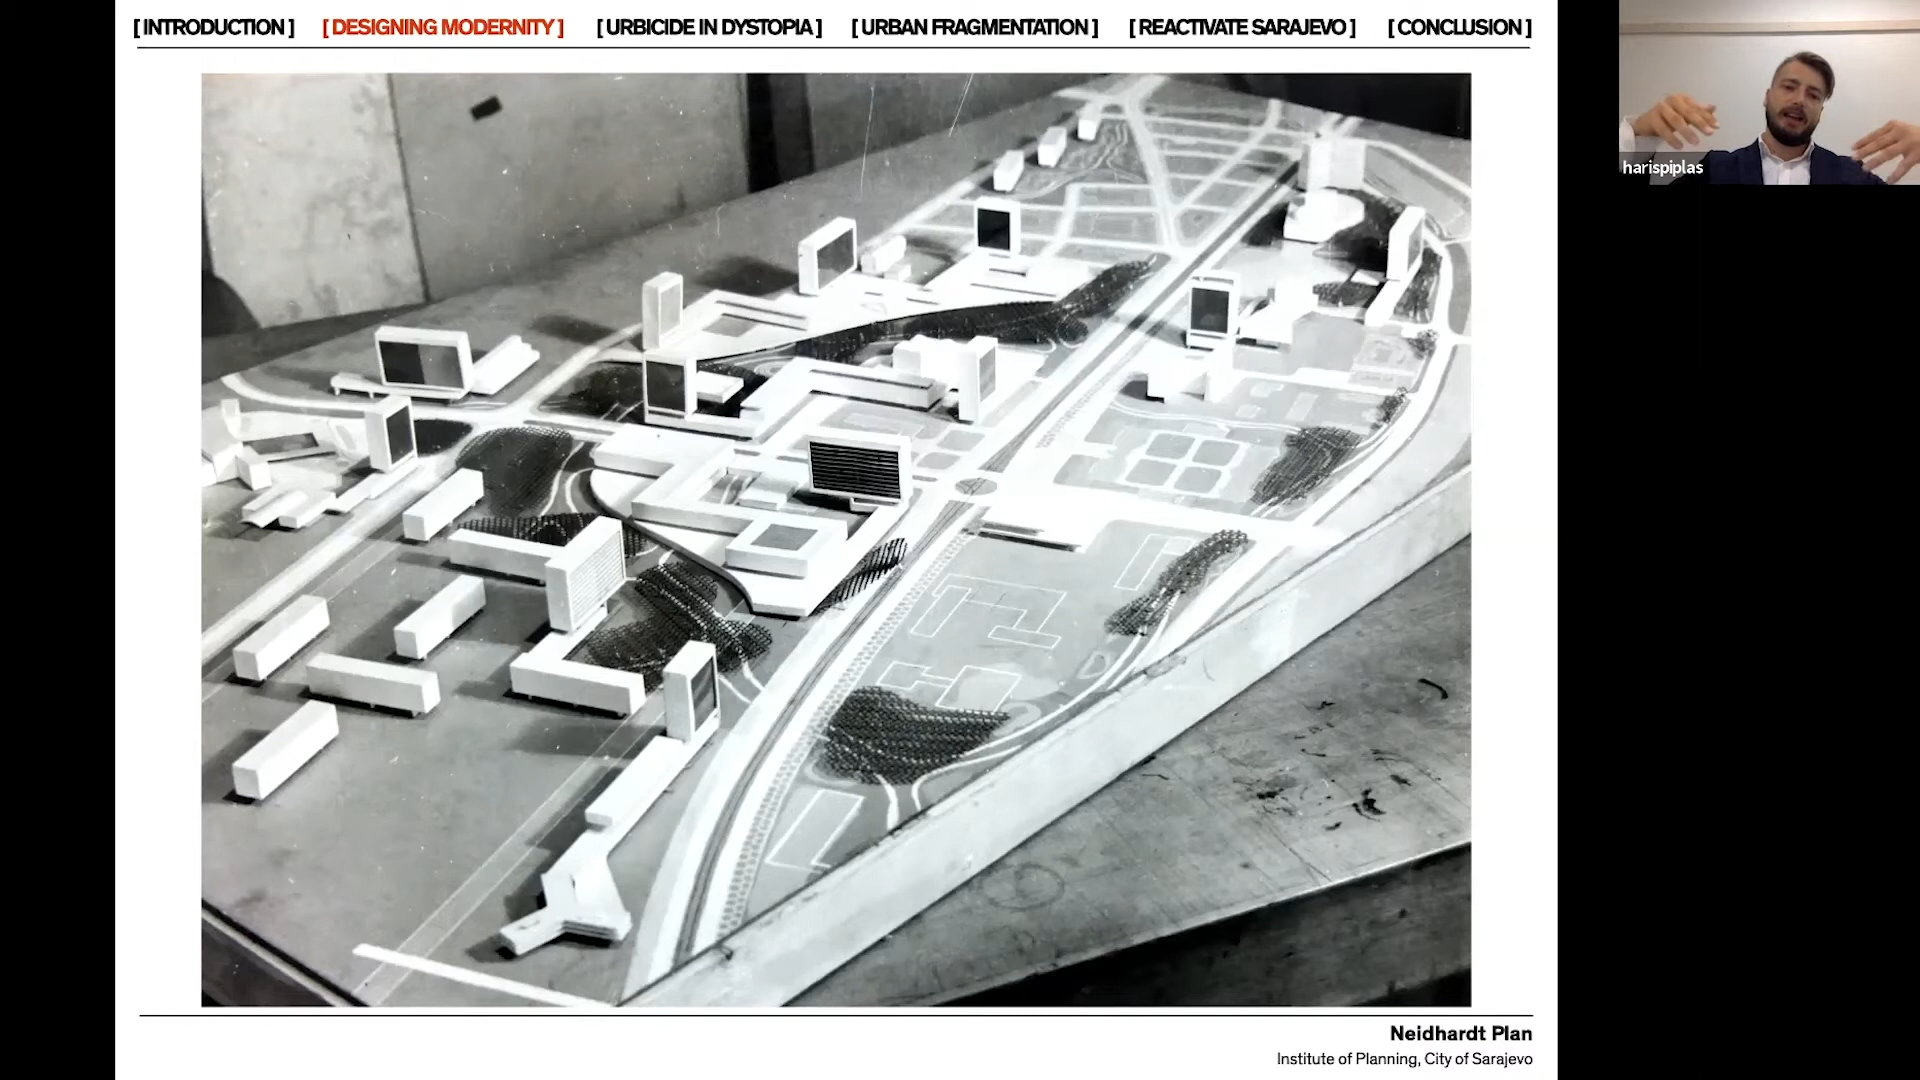 [ INTRODUCTION ] [ DESIGNING MODERNITY ] [ URBICIDE IN DYSTOPIA ] [ URBAN FRAGMENTATION ] [ REACTIVATE SARAJEVO ] [ CONCLUSION ]
harispiplas
Neidhardt Plan
Institute of Planning, City of Sarajevo